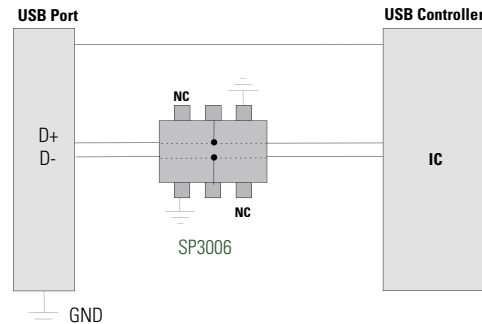 USB Port
USB Controller
NC
D+
D-
IC
NC
SP3006
GND